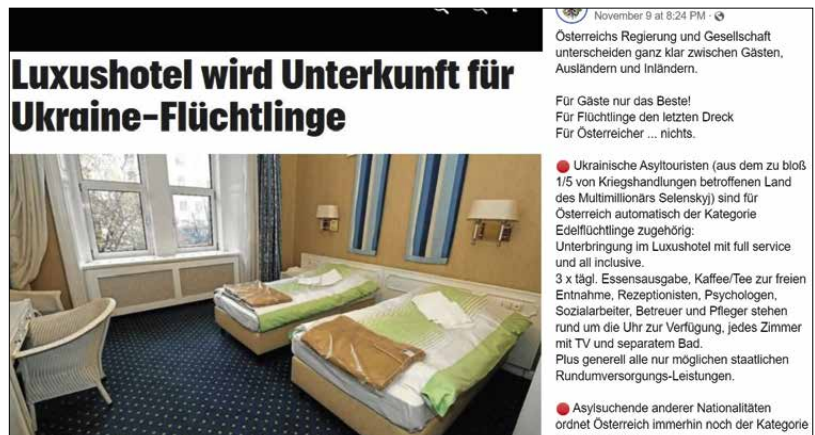 Luxushotel wird Unterkunft für
Ukraine-Flüchtlinge
November 9 at 8:24 PM ·
Österreichs Regierung und Gesellschaft
unterscheiden ganz klar zwischen Gästen,
Ausländern und Inländern.
Für Gäste nur das Beste!
Für Flüchtlinge den letzten Dreck
Für Österreicher ... nichts.
Ukrainische Asyltouristen (aus dem zu bloß
1/5 von Kriegshandlungen betroffenen Land
des Multimillionärs Selenskyj) sind für
Österreich automatisch der Kategorie
Edelflüchtlinge zugehörig:
Unterbringung im Luxushotel mit full service
und all inclusive.
3 x tägl. Essensausgabe, Kaffee/Tee zur freien
Entnahme, Rezeptionisten, Psychologen,
Sozialarbeiter, Betreuer und Pfleger stehen
rund um die Uhr zur Verfügung, jedes Zimmer
mit TV und separatem Bad.
Plus generell alle nur möglichen staatlichen
Rundumversorgungs-Leistungen.
Asylsuchende anderer Nationalitäten
ordnet Österreich immerhin noch der Kategorie